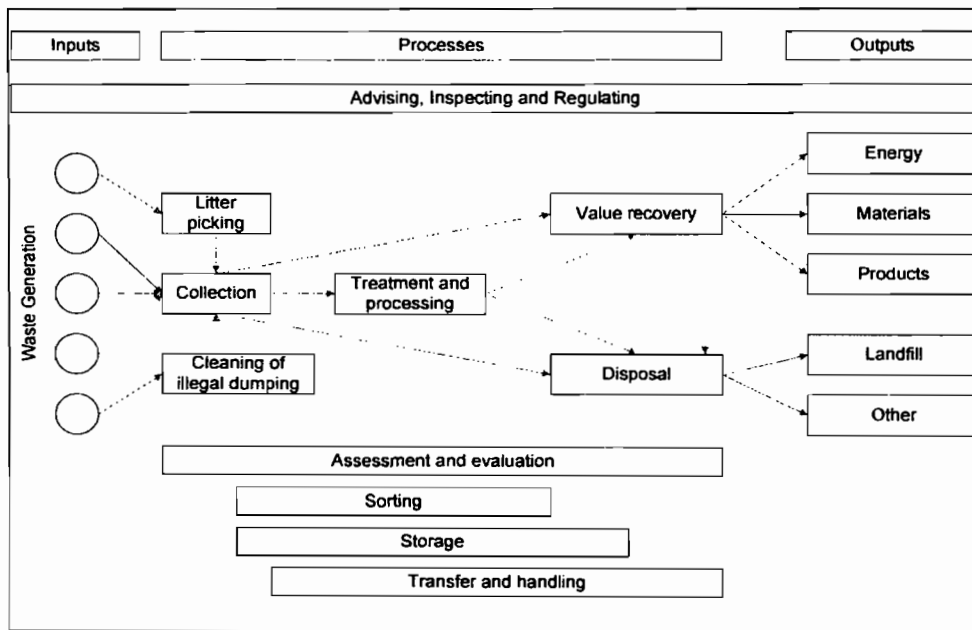 Inputs
Processes
Outputs
Advising, Inspecting and Regulating
Waste Generation
Energy
Litter
picking
Value recovery
Materials
Collection
Treatment and
processing
Products
Cleaning of
illegal dumping
Disposal
Landfill
Other
Assessment and evaluation
Sorting
Storage
Transfer and handling